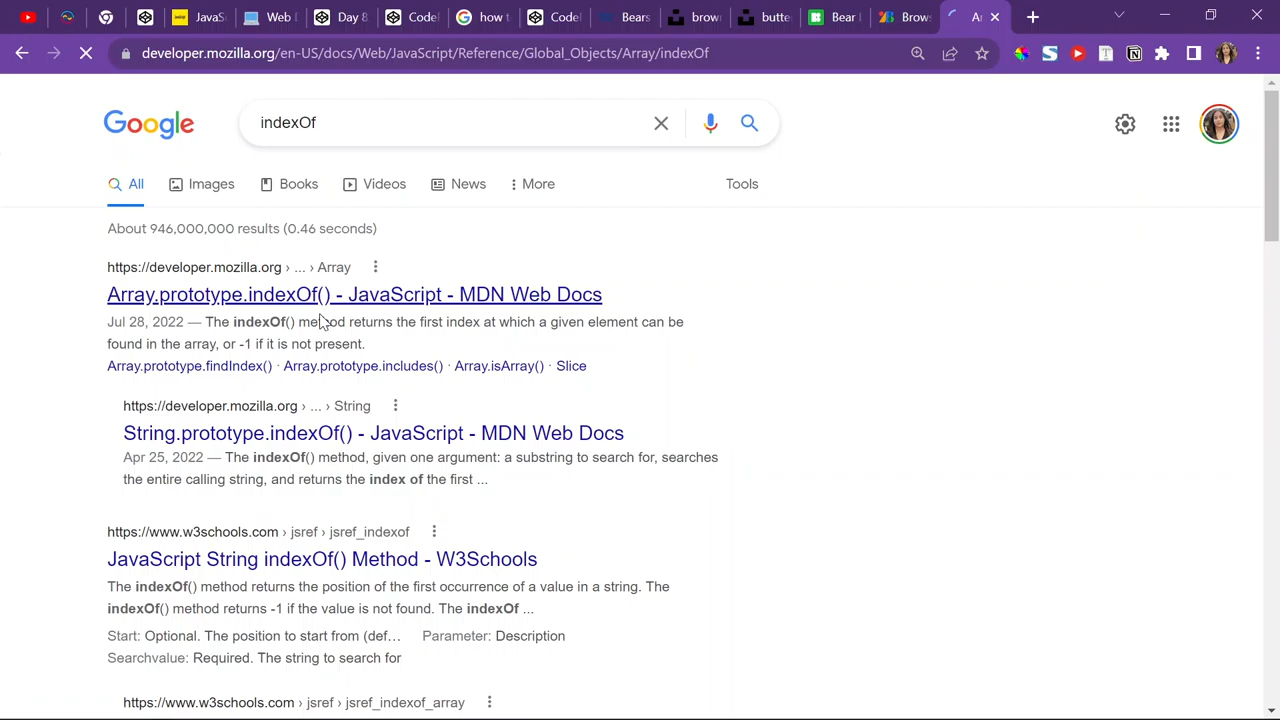 JavaS
Web D
Day 8
Codel
how t
Codel
Bears
brow
butte
Bear I
Brows
Ar
developer.mozilla.org/en-US/docs/Web/JavaScript/Reference/Global_Objects/Array/indexOf
Google
indexOf
All
Images
Books
Videos
News
More
Tools
About 946,000,000 results (0.46 seconds)
https://developer.mozilla.org › ... › Array
Array.prototype.indexOf() - JavaScript - MDN Web Docs
Jul 28, 2022 — The indexOf() method returns the first index at which a given element can be
found in the array, or -1 if it is not present.
Array.prototype.findIndex() · Array.prototype.includes() · Array.isArray() · Slice
https://developer.mozilla.org › ... › String
String.prototype.indexOf() - JavaScript - MDN Web Docs
Apr 25, 2022 — The indexOf() method, given one argument: a substring to search for, searches
the entire calling string, and returns the index of the first ...
https://www.w3schools.com › jsref › jsref_indexof
JavaScript String indexOf() Method - W3Schools
The indexOf() method returns the position of the first occurrence of a value in a string. The
indexOf() method returns -1 if the value is not found. The indexOf ...
Start: Optional. The position to start from (def... Parameter: Description
Searchvalue: Required. The string to search for
https://www.w3schools.com › jsref › jsref_indexof_array